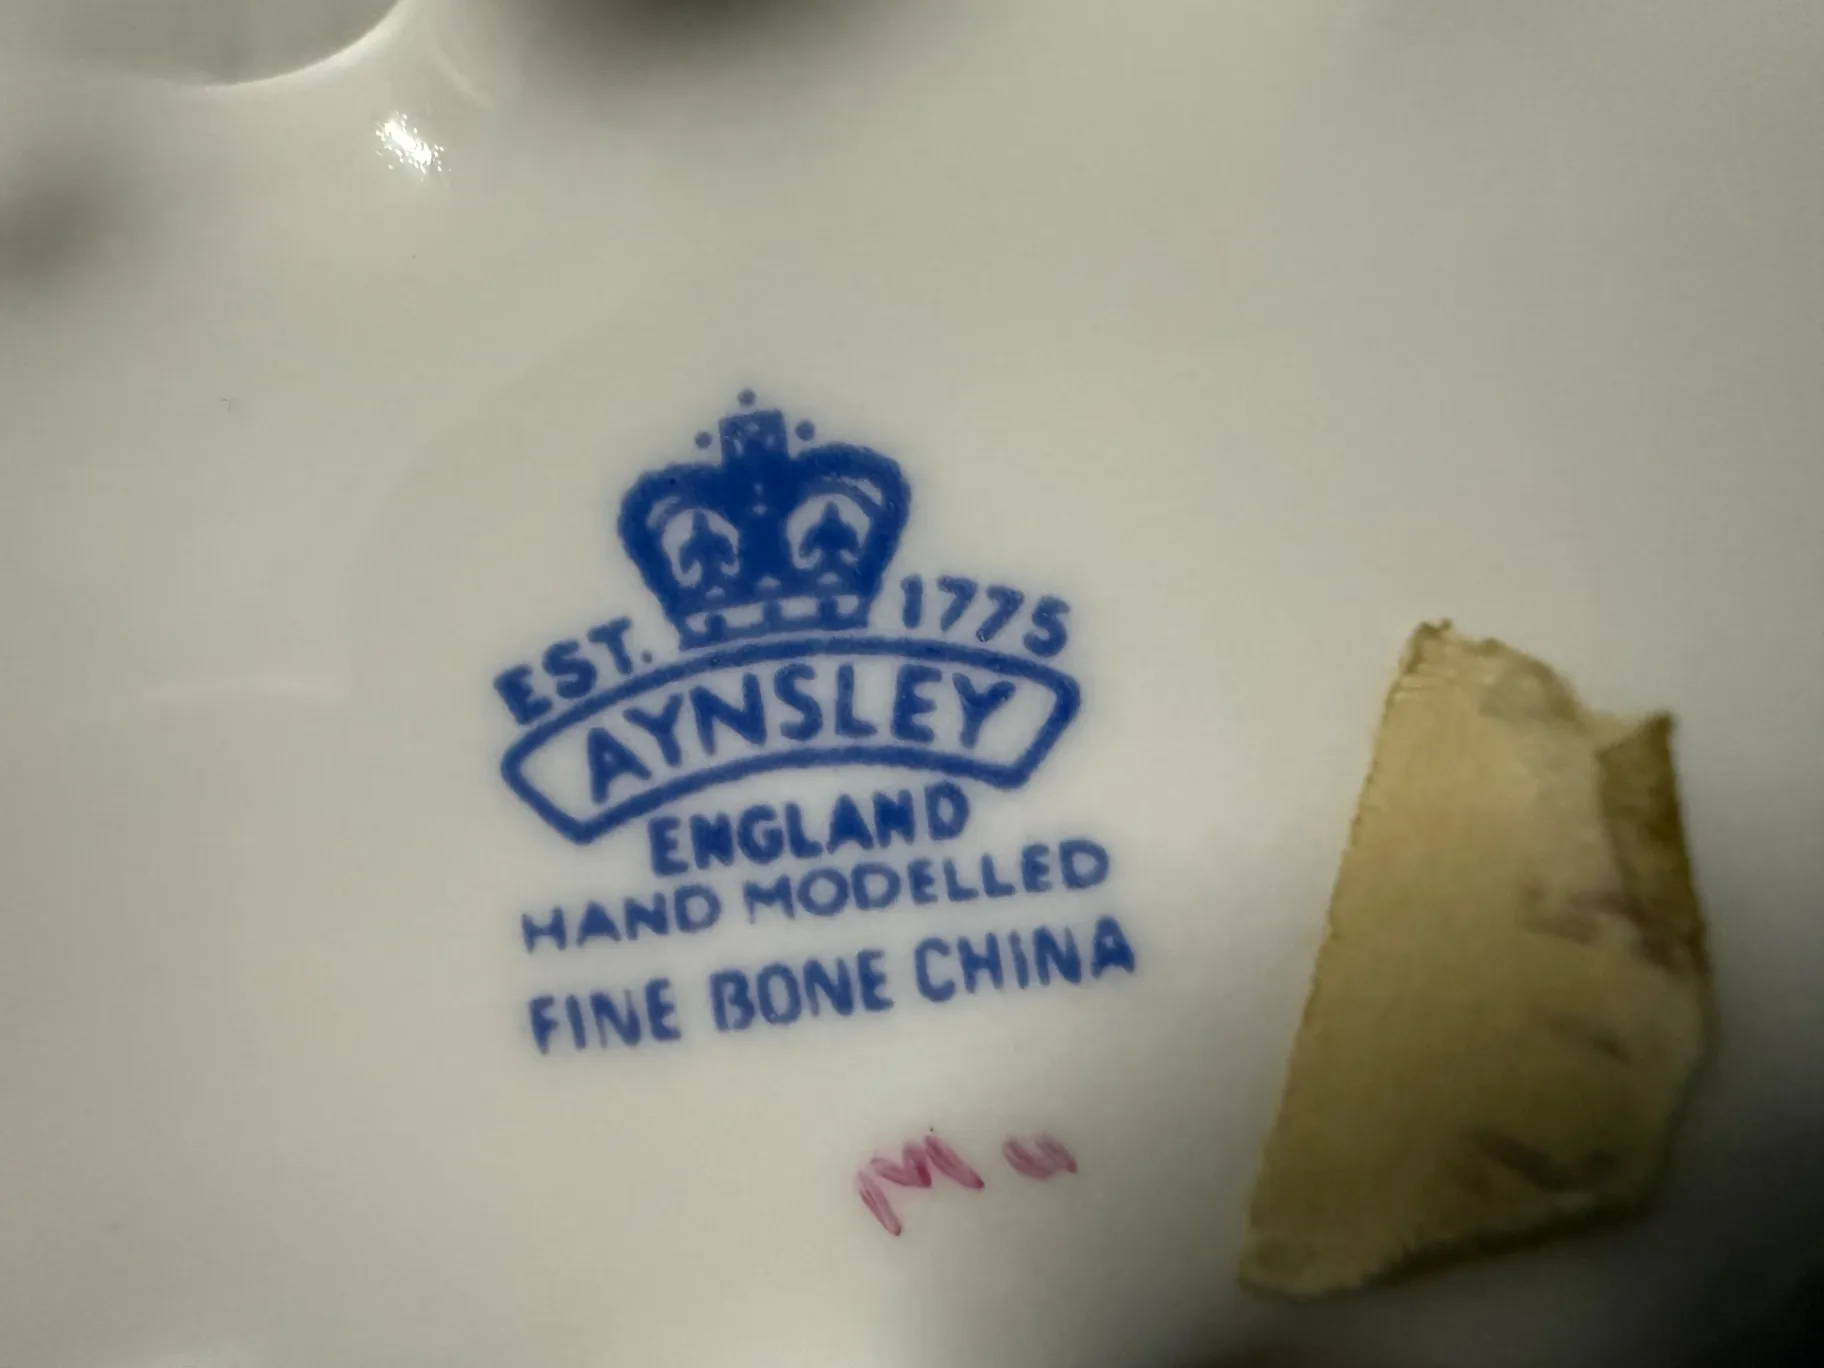 EST. 1775
AYNSLEY
ENGLAND
HAND MODELLED
FINE BONE CHINA